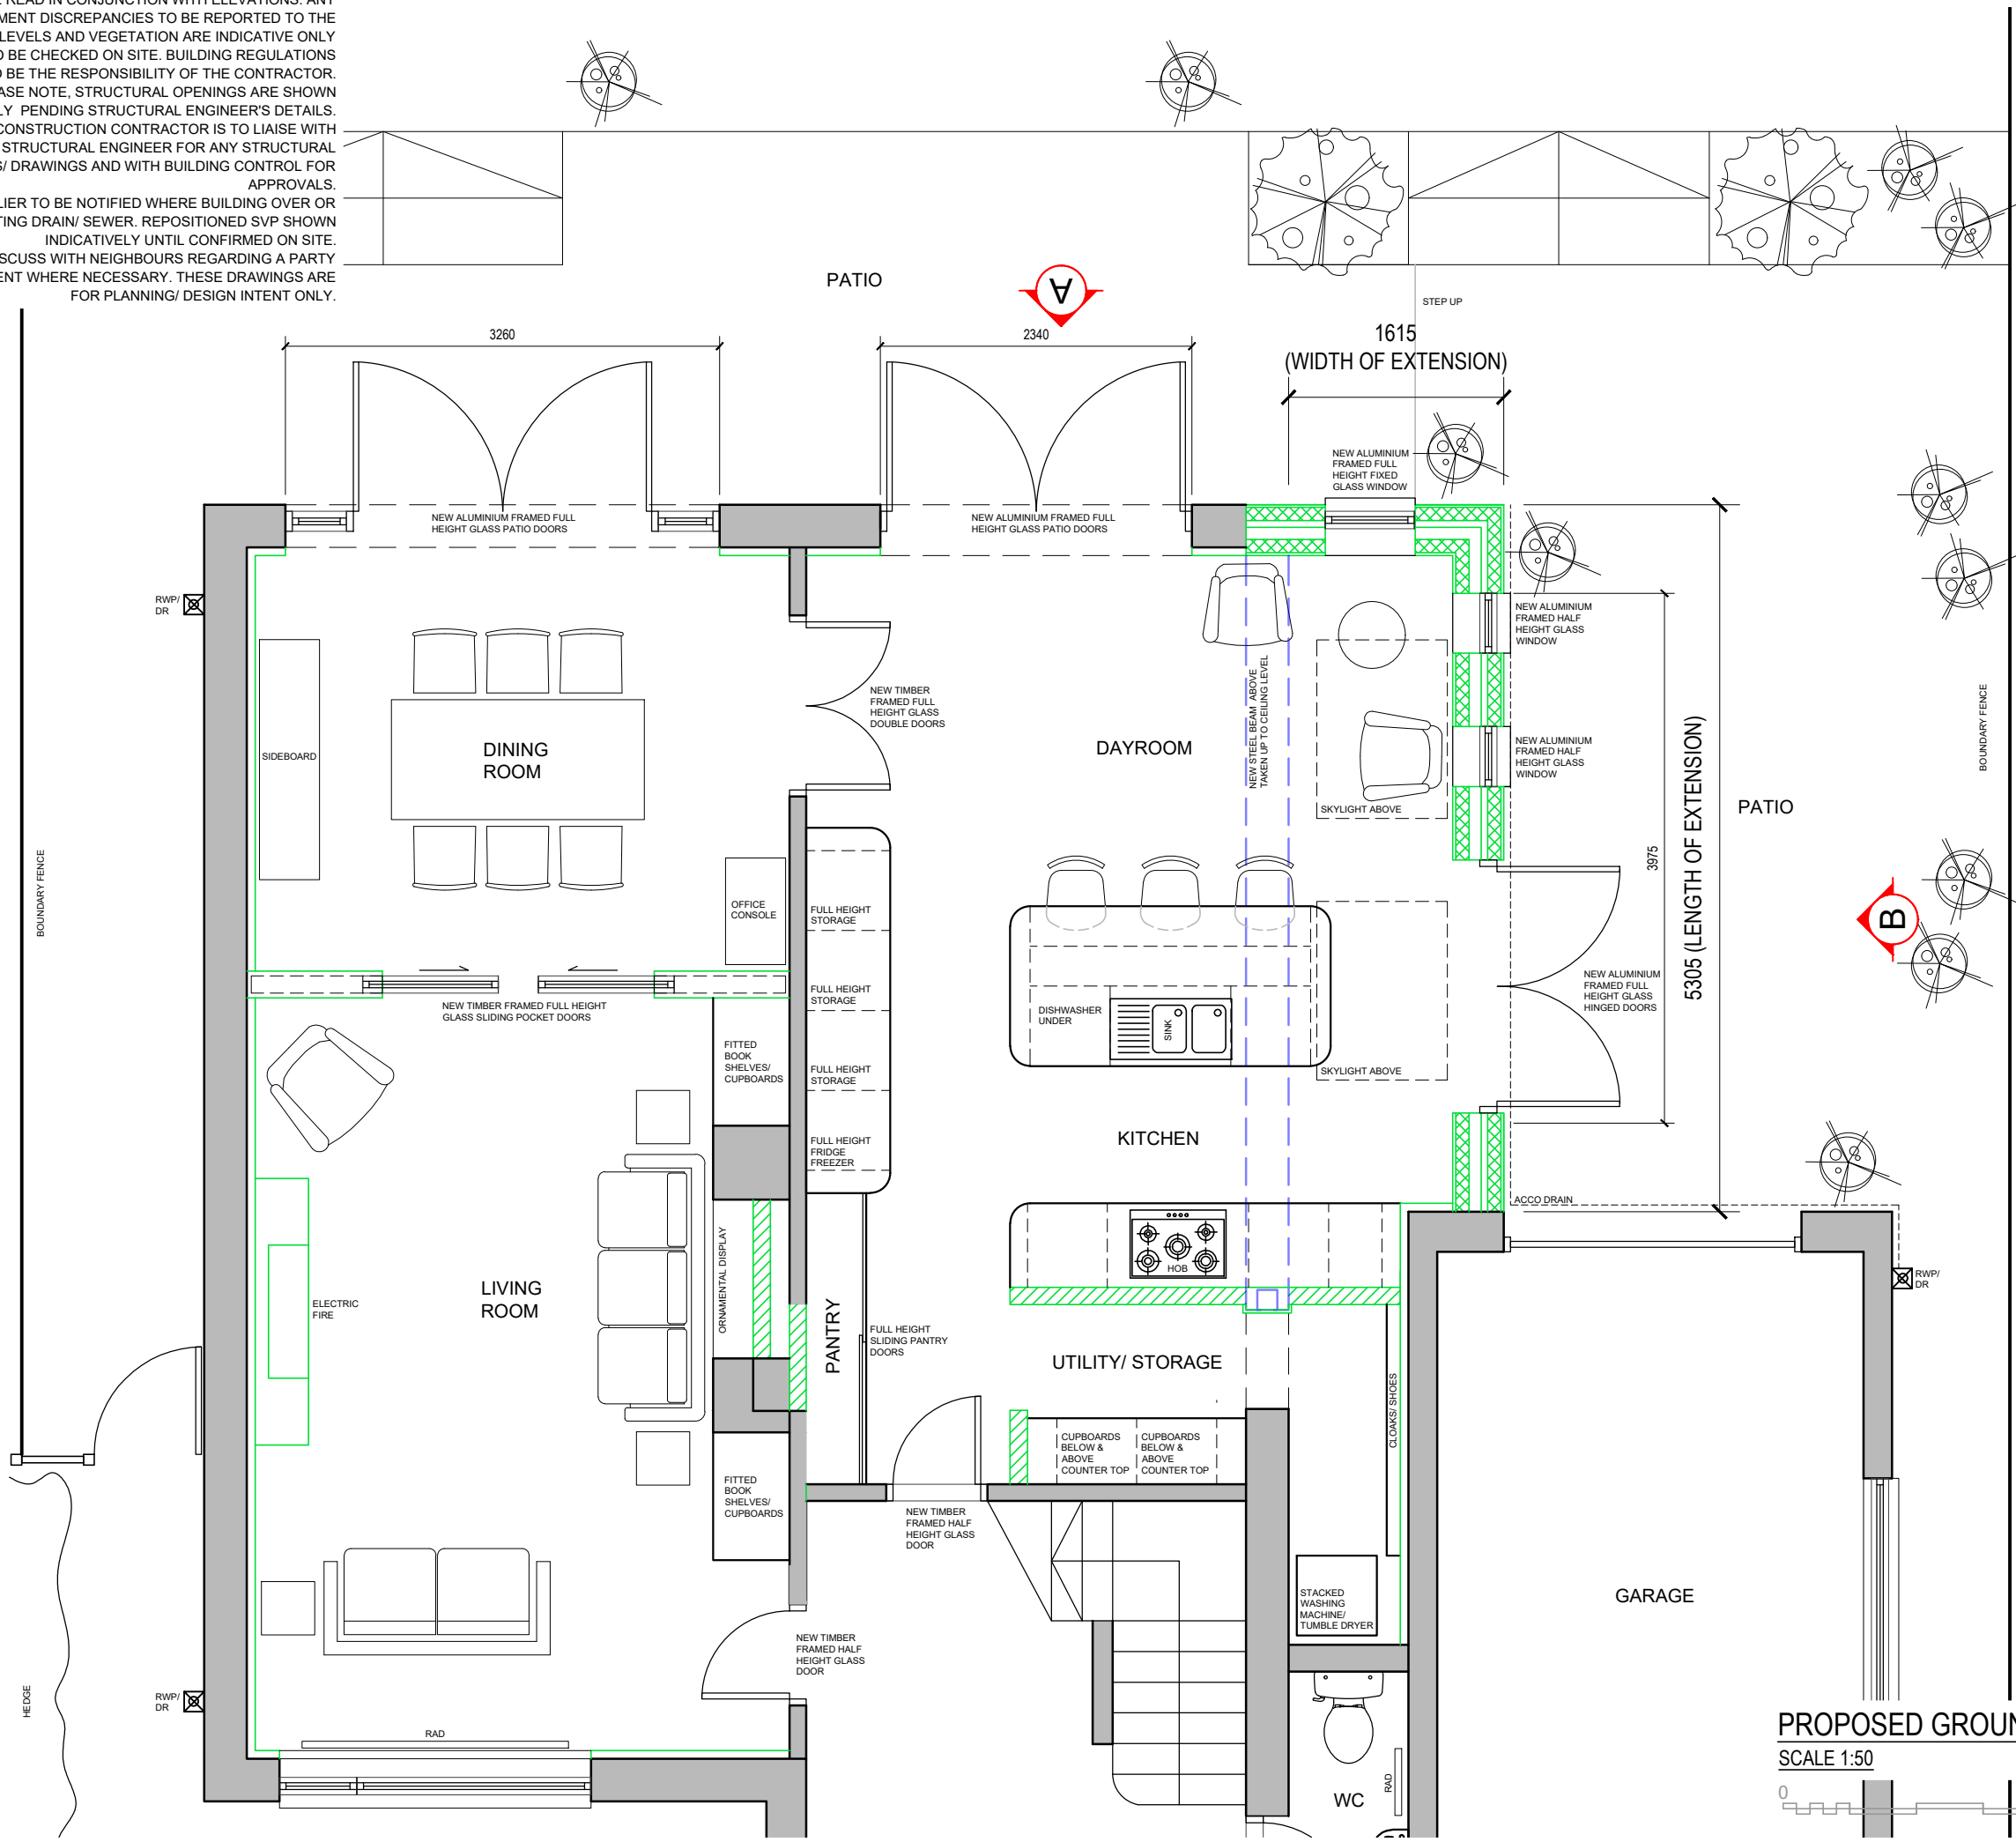 READ IN CONJUNCTION WITH ELEVATIONS. ANY
DISCREPANCIES TO BE REPORTED TO THE
LEVELS AND VEGETATION ARE INDICATIVE ONLY
BE CHECKED ON SITE. BUILDING REGULATIONS
BE THE RESPONSIBILITY OF THE CONTRACTOR.
NOTE, STRUCTURAL OPENINGS ARE SHOWN
PENDING STRUCTURAL ENGINEER'S DETAILS.
CONSTRUCTION CONTRACTOR IS TO LIAISE WITH
STRUCTURAL ENGINEER FOR ANY STRUCTURAL
/ DRAWINGS AND WITH BUILDING CONTROL FOR
APPROVALS.
TO BE NOTIFIED WHERE BUILDING OVER OR
DRAIN/ SEWER. REPOSITIONED SVP SHOWN
INDICATIVELY UNTIL CONFIRMED ON SITE.
WITH NEIGHBOURS REGARDING A PARTY
WHERE NECESSARY. THESE DRAWINGS ARE
FOR PLANNING/ DESIGN INTENT ONLY.
PATIO
A
STEP UP
3260
2340
1615
(WIDTH OF EXTENSION)
NEW ALUMINIUM
FRAMED FULL
HEIGHT FIXED
GLASS WINDOW
NEW ALUMINIUM FRAMED FULL
HEIGHT GLASS PATIO DOORS
NEW ALUMINIUM FRAMED FULL
HEIGHT GLASS PATIO DOORS
RWP/
DR
NEW ALUMINIUM
FRAMED HALF
HEIGHT GLASS
WINDOW
NEW STEEL BEAM ABOVE
TAKEN UP TO CEILING LEVEL
NEW TIMBER
FRAMED FULL
HEIGHT GLASS
DOUBLE DOORS
SIDEBOARD
DINING
ROOM
DAYROOM
NEW ALUMINIUM
FRAMED HALF
HEIGHT GLASS
WINDOW
BOUNDARY FENCE
SKYLIGHT ABOVE
PATIO
5305 (LENGTH OF EXTENSION)
3975
BOUNDARY FENCE
OFFICE
CONSOLE
FULL HEIGHT
STORAGE
B
FULL HEIGHT
STORAGE
NEW TIMBER FRAMED FULL HEIGHT
GLASS SLIDING POCKET DOORS
DISHWASHER
UNDER
SINK
NEW ALUMINIUM
FRAMED FULL
HEIGHT GLASS
HINGED DOORS
FITTED
BOOK
SHELVES/
CUPBOARDS
FULL HEIGHT
STORAGE
SKYLIGHT ABOVE
FULL HEIGHT
FRIDGE
FREEZER
KITCHEN
ACCO DRAIN
HOB
RWP/
DR
ELECTRIC
FIRE
LIVING
ROOM
ORNAMENTAL DISPLAY
PANTRY
FULL HEIGHT
SLIDING PANTRY
DOORS
UTILITY/ STORAGE
CLOAKS/ SHOES
CUPBOARDS
BELOW &
ABOVE
COUNTER TOP
CUPBOARDS
BELOW &
ABOVE
COUNTER TOP
FITTED
BOOK
SHELVES/
CUPBOARDS
NEW TIMBER
FRAMED HALF
HEIGHT GLASS
DOOR
STACKED
WASHING
MACHINE/
TUMBLE DRYER
GARAGE
NEW TIMBER
FRAMED HALF
HEIGHT GLASS
DOOR
HEDGE
RWP/
DR
RAD
WC
RAD
PROPOSED
SCALE 1:50
0